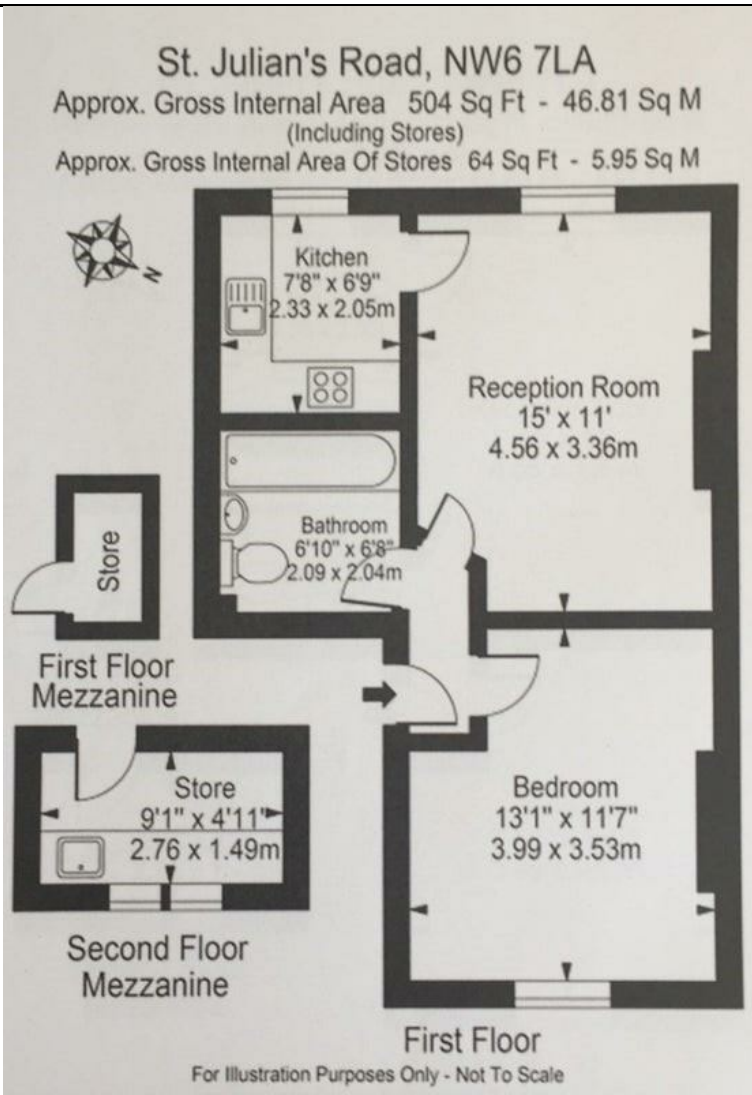 St. Julian's Road, NW6 7LA
Approx. Gross Internal Area 504 Sq Ft - 46.81 Sq M
(Including Stores)
Approx. Gross Internal Area Of Stores 64 Sq Ft - 5.95 Sq M
N
Kitchen
7'8" x 6'9"
2.33 x 2.05m
Reception Room
15' x 11'
4.56 x 3.36m
Bathroom
6'10" x 6'8"
2.09 x 2.04m
Store
First Floor
Mezzanine
Store
9'1" x 4'11"
2.76 x 1.49m
Second Floor
Mezzanine
Bedroom
13'1" x 11'7"
3.99 x 3.53m
First Floor
For Illustration Purposes Only - Not To Scale